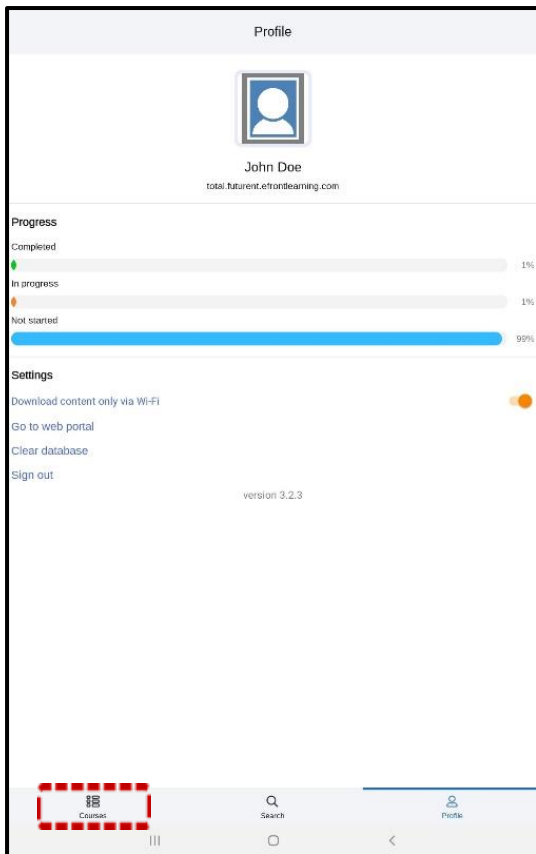 Profile
John Doe
total.futurent.efrontlearning.com
Progress
Completed
1%
In progress
1%
Not started
99%
Settings
Download content only via Wi-Fi
Go to web portal
Clear database
Sign out
version 3.2.3
Courses
Search
Profile